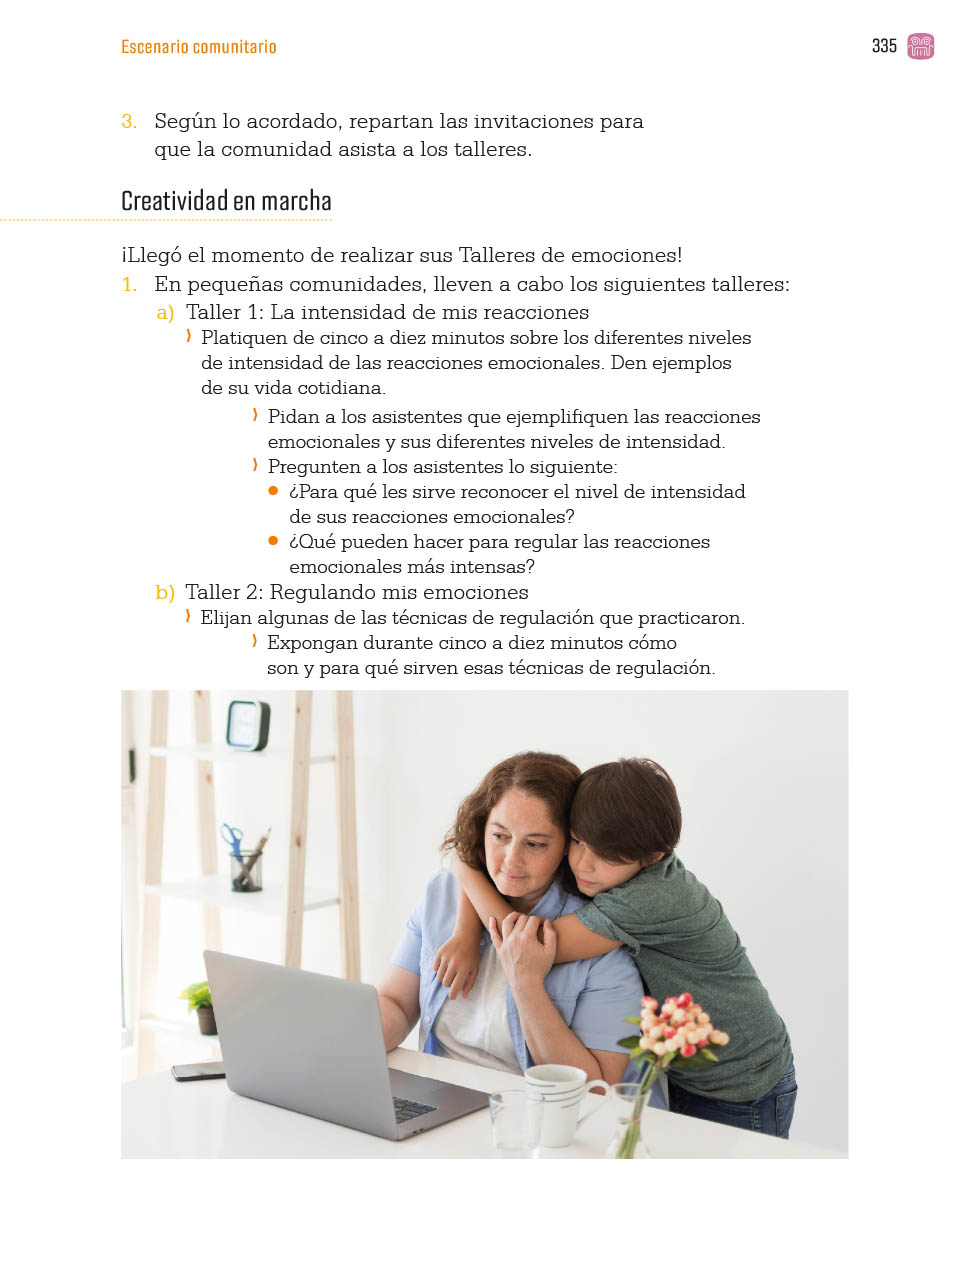 Escenario comunitario
335
3. Según lo acordado, repartan las invitaciones para
que la comunidad asista a los talleres.
Creatividad en marcha
¡Llegó el momento de realizar sus Talleres de emociones!
1. En pequeñas comunidades, lleven a cabo los siguientes talleres:
a) Taller 1: La intensidad de mis reacciones
⟩ Platiquen de cinco a diez minutos sobre los diferentes niveles
de intensidad de las reacciones emocionales. Den ejemplos
de su vida cotidiana.
⟩ Pidan a los asistentes que ejemplifiquen las reacciones
emocionales y sus diferentes niveles de intensidad.
⟩ Pregunten a los asistentes lo siguiente:
● ¿Para qué les sirve reconocer el nivel de intensidad
de sus reacciones emocionales?
● ¿Qué pueden hacer para regular las reacciones
emocionales más intensas?
b) Taller 2: Regulando mis emociones
⟩ Elijan algunas de las técnicas de regulación que practicaron.
⟩ Expongan durante cinco a diez minutos cómo
son y para qué sirven esas técnicas de regulación.